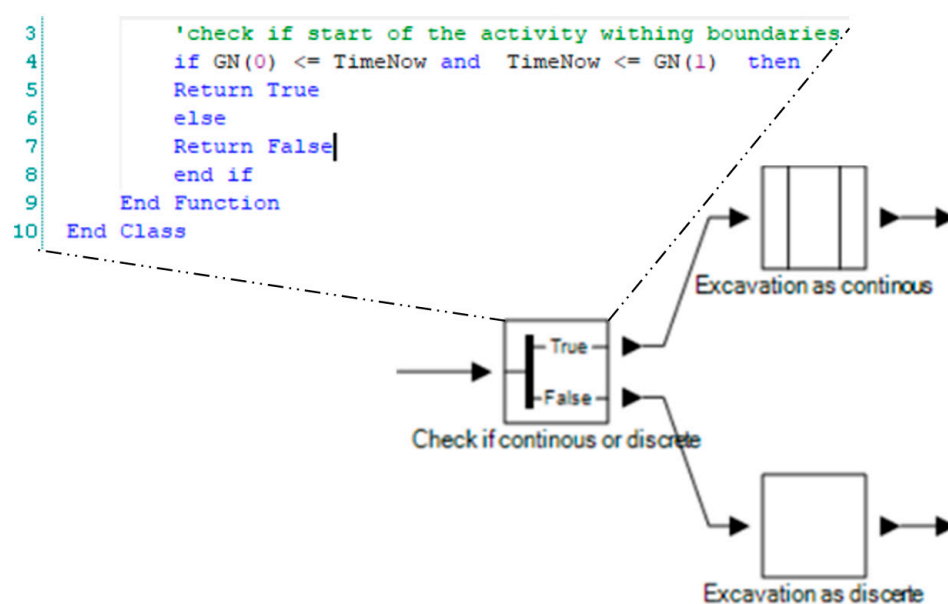 3 'check if start of the activity withing boundaries
4 if GN(0) <= TimeNow and TimeNow <= GN(1) then
5 Return True
6 else
7 Return False
8 end if
9 End Function
10 End Class
Excavation as continous
True
False
Check if continous or discrete
Excavation as discerte